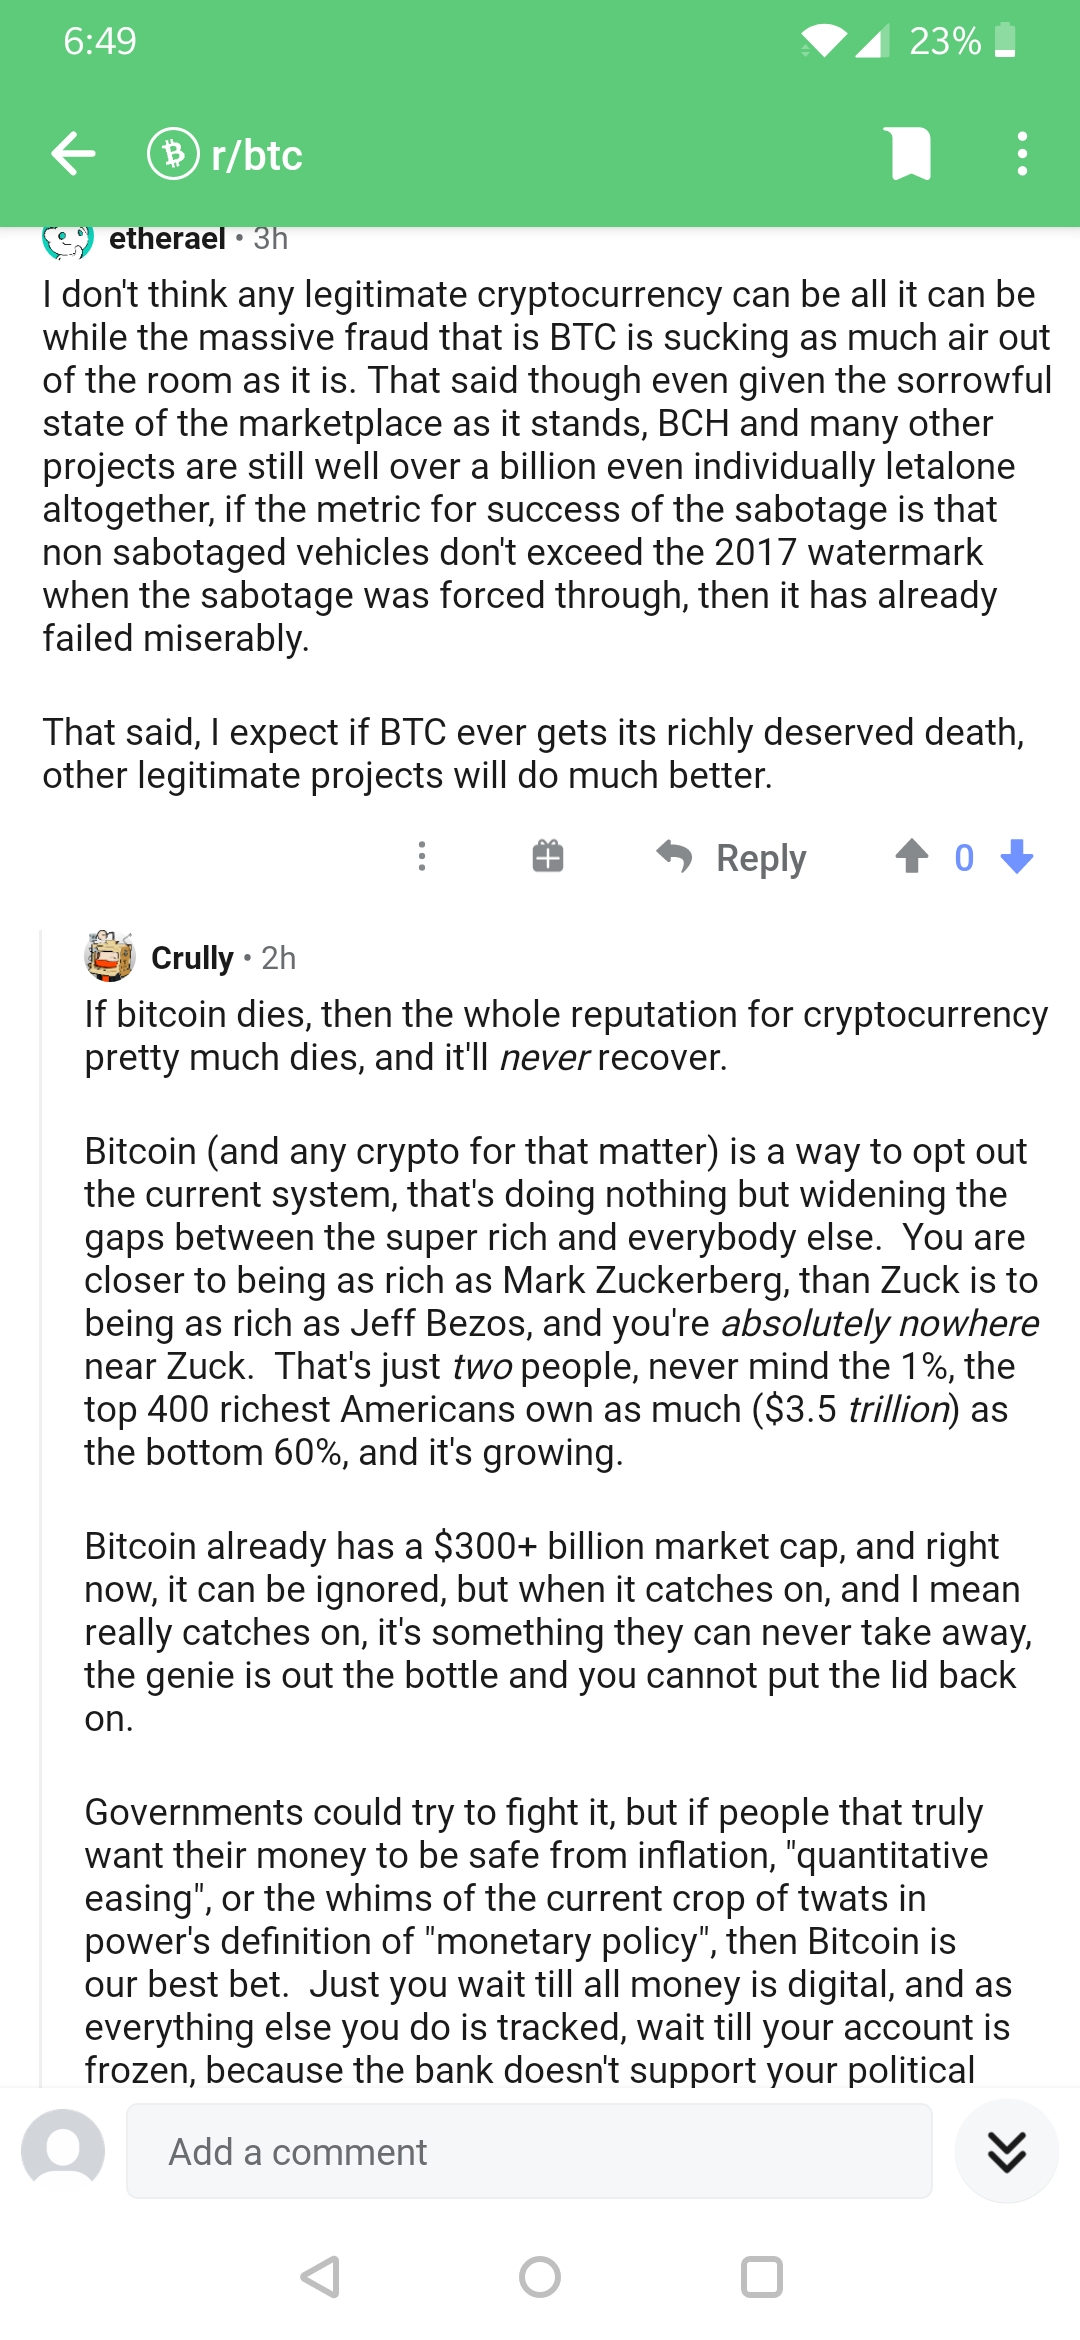 6:49
23%
r/btc
etherael • 3h
I don't think any legitimate cryptocurrency can be all it can be
while the massive fraud that is BTC is sucking as much air out
of the room as it is. That said though even given the sorrowful
state of the marketplace as it stands, BCH and many other
projects are still well over a billion even individually letalone
altogether, if the metric for success of the sabotage is that
non sabotaged vehicles don't exceed the 2017 watermark
when the sabotage was forced through, then it has already
failed miserably.
That said, I expect if BTC ever gets its richly deserved death,
other legitimate projects will do much better.
Reply
0
Crully • 2h
If bitcoin dies, then the whole reputation for cryptocurrency
pretty much dies, and it'll never recover.
Bitcoin (and any crypto for that matter) is a way to opt out
the current system, that's doing nothing but widening the
gaps between the super rich and everybody else.  You are
closer to being as rich as Mark Zuckerberg, than Zuck is to
being as rich as Jeff Bezos, and you're absolutely nowhere
near Zuck.  That's just two people, never mind the 1%, the
top 400 richest Americans own as much ($3.5 trillion) as
the bottom 60%, and it's growing.
Bitcoin already has a $300+ billion market cap, and right
now, it can be ignored, but when it catches on, and I mean
really catches on, it's something they can never take away,
the genie is out the bottle and you cannot put the lid back
on.
Governments could try to fight it, but if people that truly
want their money to be safe from inflation, "quantitative
easing", or the whims of the current crop of twats in
power's definition of "monetary policy", then Bitcoin is
our best bet.  Just you wait till all money is digital, and as
everything else you do is tracked, wait till your account is
frozen, because the bank doesn't support your political
Add a comment